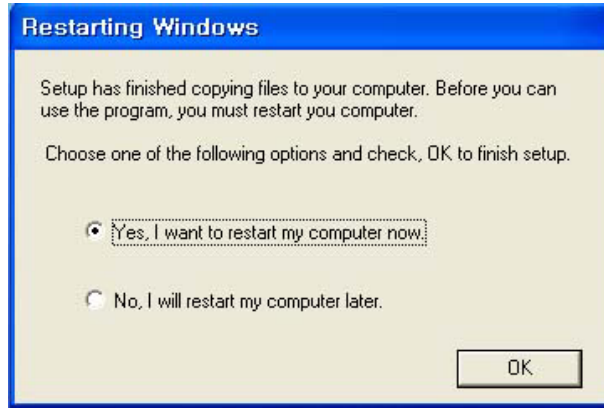 Restarting Windows
Setup has finished copying files to your computer. Before you can
use the program, you must restart you computer.
Choose one of the following options and check, OK to finish setup.
Yes, I want to restart my computer now.
No, I will restart my computer later.
OK